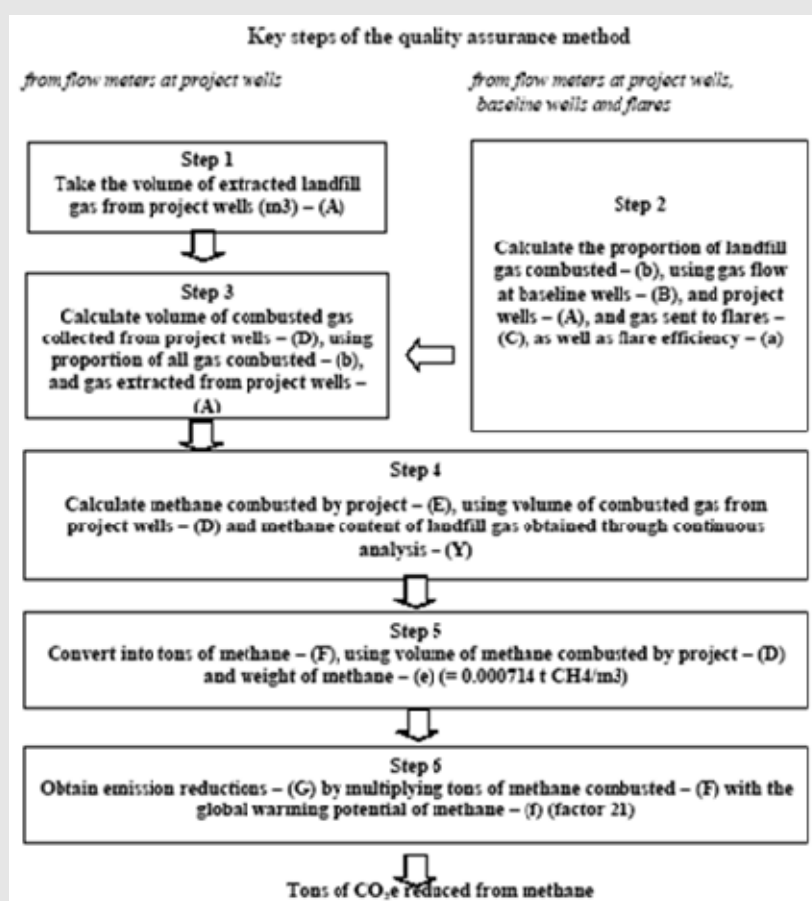 Key steps of the quality assurance method
from flow meters at project wells
from flow meters at project wells,
baseline wells and flares
Step 1
Take the volume of extracted landfill
gas from project wells (m3) – (A)
Step 2
Calculate the proportion of landfill
gas combusted – (b), using gas flow
at baseline wells – (B), and project
wells – (A), and gas sent to flares –
(C), as well as flare efficiency – (a)
Step 3
Calculate volume of combusted gas
collected from project wells – (D), using
proportion of all gas combusted – (b),
and gas extracted from project wells –
(A)
Step 4
Calculate methane combusted by project – (E), using volume of combusted gas from
project wells – (D) and methane content of landfill gas obtained through continuous
analysis – (Y)
Step 5
Convert into tons of methane – (F), using volume of methane combusted by project – (D)
and weight of methane – (e) (= 0.000714 t CH4/m3)
Step 6
Obtain emission reductions – (G) by multiplying tons of methane combusted – (F) with the
global warming potential of methane – (f) (factor 21)
Tons of CO₂e reduced from methane